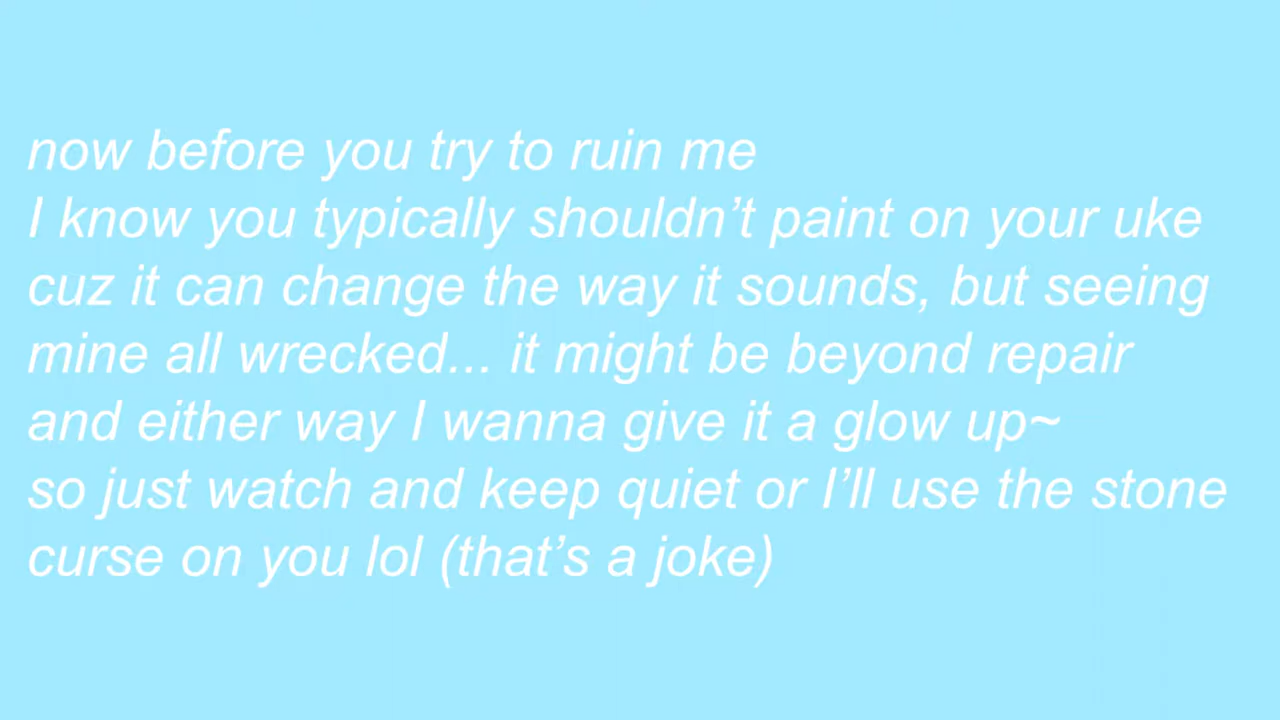 now before you try to ruin me
I know you typically shouldn’t paint on your uke
cuz it can change the way it sounds, but seeing
mine all wrecked... it might be beyond repair
and either way I wanna give it a glow up~
so just watch and keep quiet or I’ll use the stone
curse on you lol (that’s a joke)